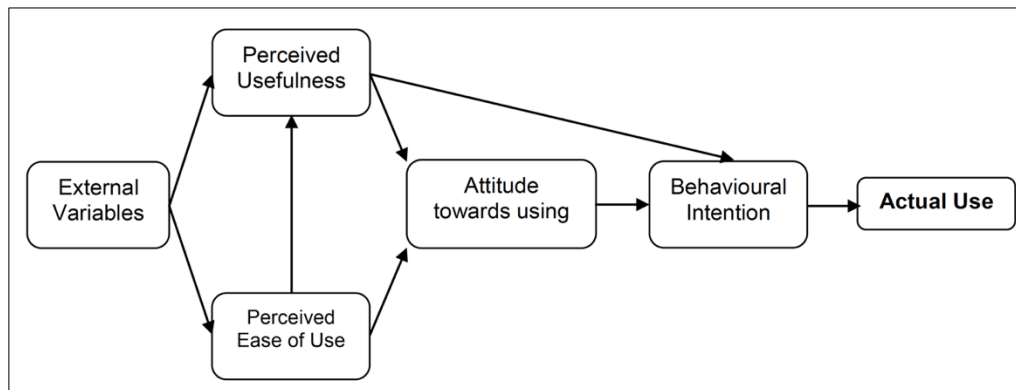 Perceived
Usefulness
External
Variables
Attitude
towards using
Behavioural
Intention
Actual Use
Perceived
Ease of Use